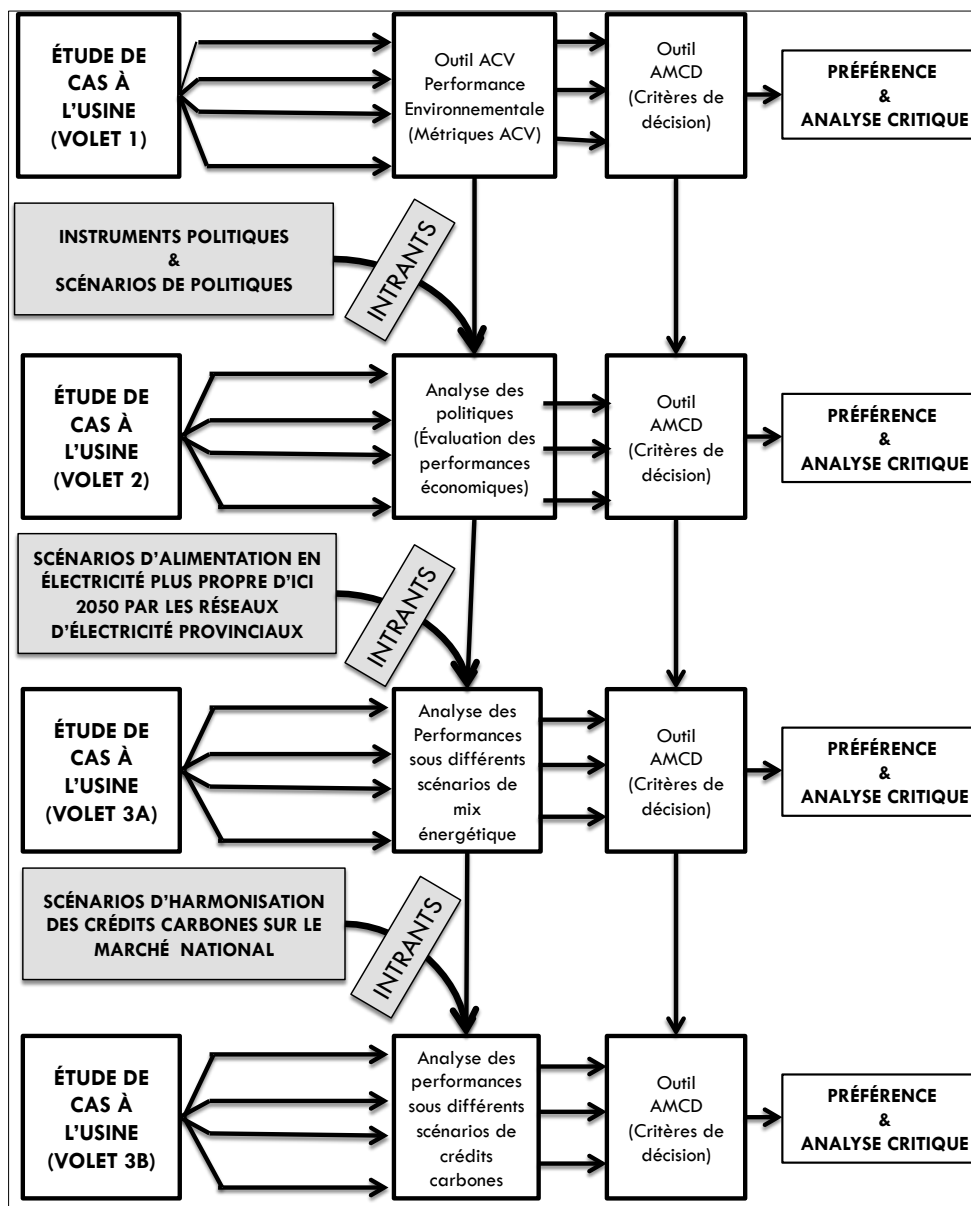 ÉTUDE DE
CAS À
L'USINE
(VOLET 1)
Outil ACV
Performance
Environnementale
(Métriques ACV)
Outil
AMCD
(Critères de
décision)
PRÉFÉRENCE
&
ANALYSE CRITIQUE
INSTRUMENTS POLITIQUES
&
SCÉNARIOS DE POLITIQUES
INTRANTS
ÉTUDE DE
CAS À
L'USINE
(VOLET 2)
Analyse des
politiques
(Évaluation des
performances
économiques)
Outil
AMCD
(Critères de
décision)
PRÉFÉRENCE
&
ANALYSE CRITIQUE
SCÉNARIOS D'ALIMENTATION EN
ÉLECTRICITÉ PLUS PROPRE D'ICI
2050 PAR LES RÉSEAUX
D'ÉLECTRICITÉ PROVINCIAUX
INTRANTS
ÉTUDE DE
CAS À
L'USINE
(VOLET 3A)
Analyse des
Performances
sous différents
scénarios de
mix
énergétique
Outil
AMCD
(Critères de
décision)
PRÉFÉRENCE
&
ANALYSE CRITIQUE
SCÉNARIOS D'HARMONISATION
DES CRÉDITS CARBONES SUR LE
MARCHÉ NATIONAL
INTRANTS
ÉTUDE DE
CAS À
L'USINE
(VOLET 3B)
Analyse des
performances
sous différents
scénarios de
crédits
carbones
Outil
AMCD
(Critères de
décision)
PRÉFÉRENCE
&
ANALYSE CRITIQUE